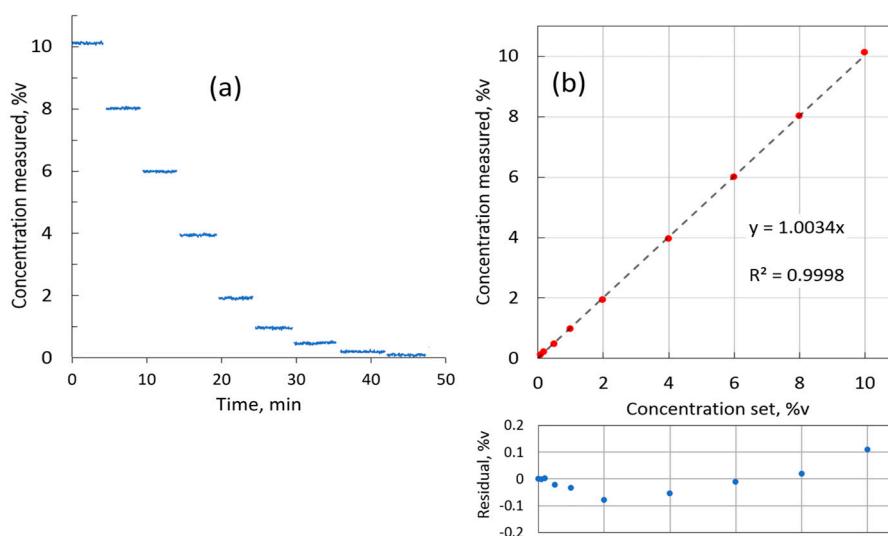 (a)
Concentration measured, %v
10
8
6
4
2
0
0 10 20 30 40 50
Time, min
(b)
Concentration measured, %v
10
8
6
4
2
0
y = 1.0034x
R² = 0.9998
0 2 4 6 8 10
Concentration set, %v
Residual, %v
0.2
0.1
0
-0.1
-0.2